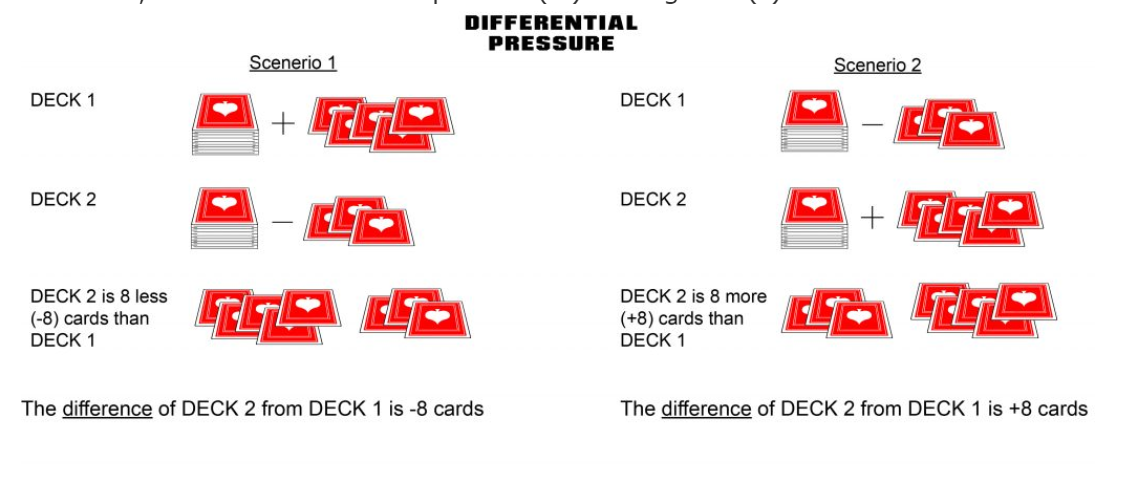 DIFFERENTIAL
PRESSURE
Scenerio 1
DECK 1
+
DECK 2
−
DECK 2 is 8 less
(-8) cards than
DECK 1
The difference of DECK 2 from DECK 1 is -8 cards
Scenerio 2
DECK 1
−
DECK 2
+
DECK 2 is 8 more
(+8) cards than
DECK 1
The difference of DECK 2 from DECK 1 is +8 cards